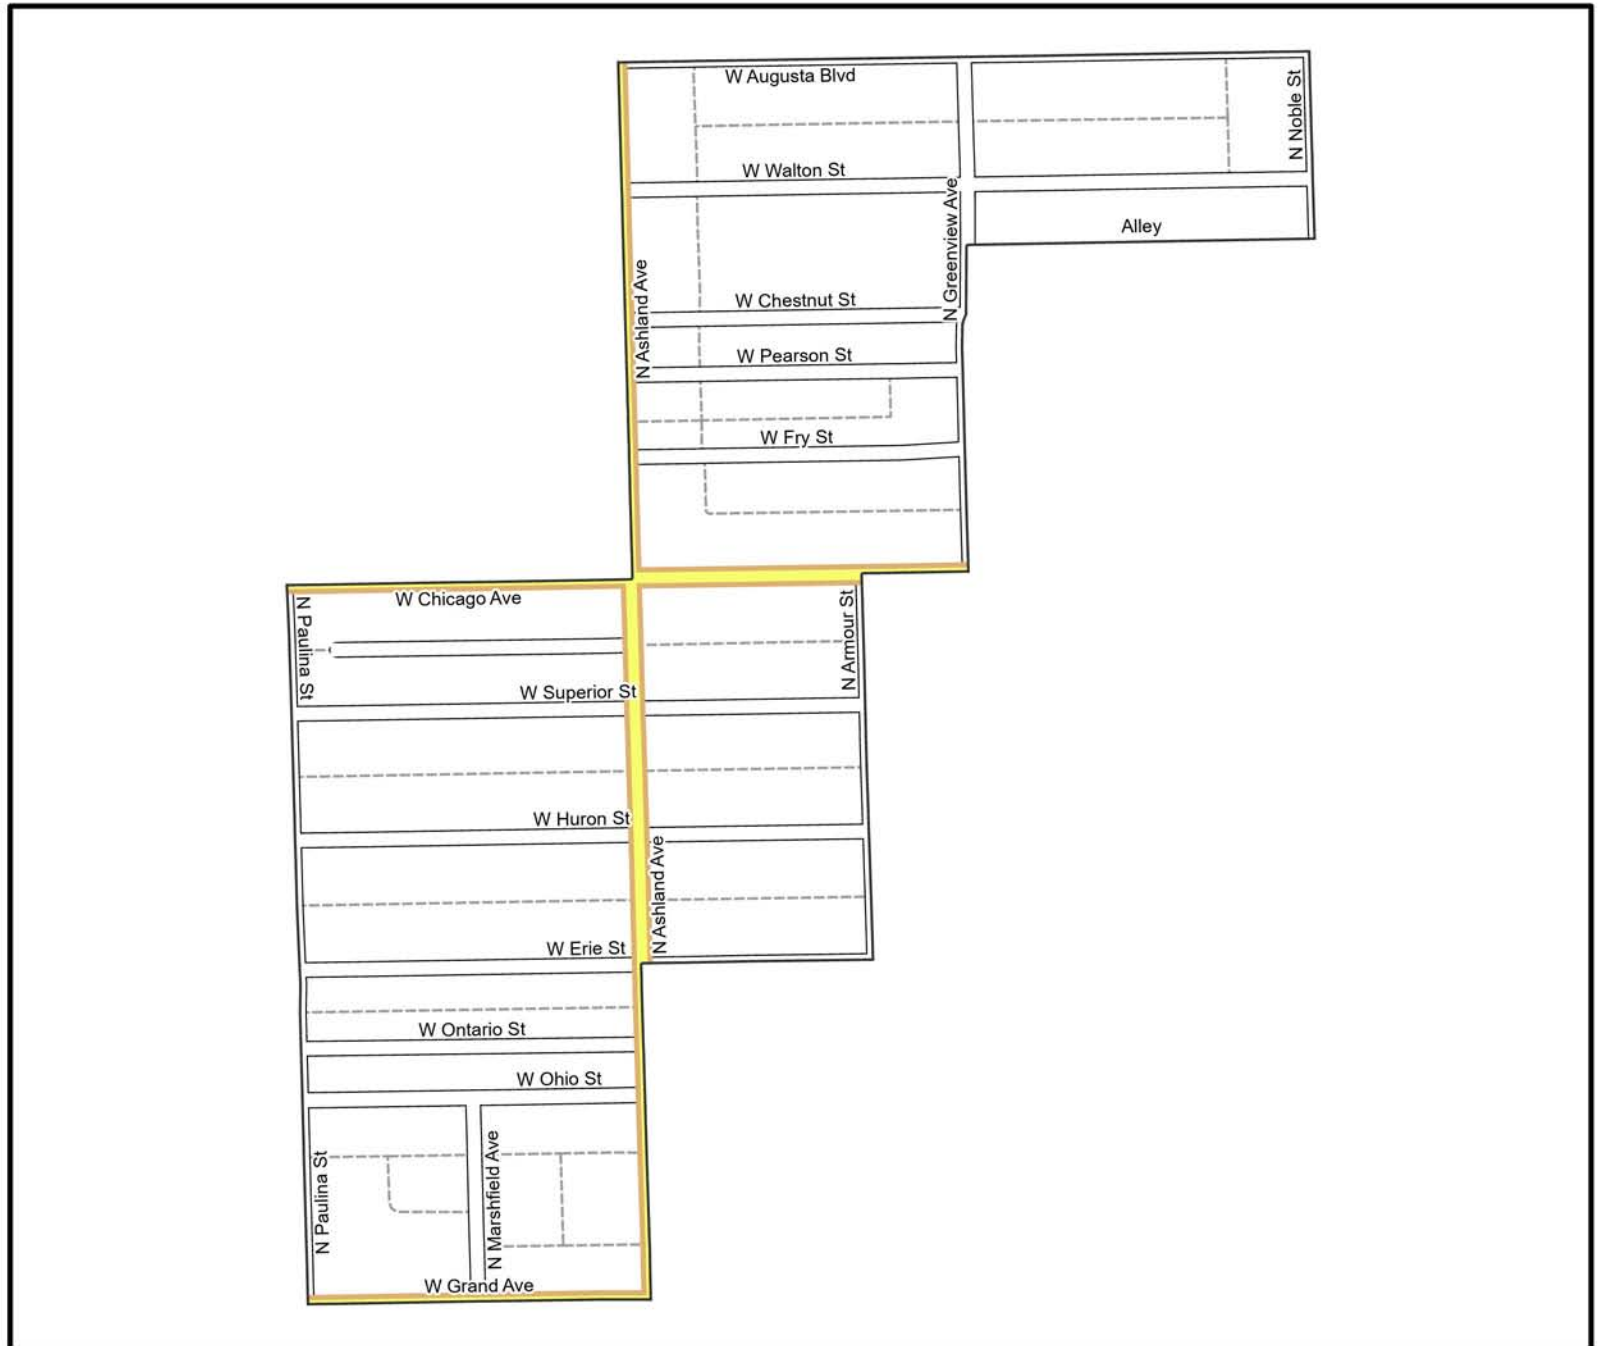 W Augusta Blvd
N Noble St
W Walton St
N Greenview Ave
Alley
N Ashland Ave
W Chestnut St
W Pearson St
W Fry St
W Chicago Ave
N Paulina St
N Armour St
W Superior St
W Huron St
N Ashland Ave
W Erie St
W Ontario St
W Ohio St
N Paulina St
N Marshfield Ave
W Grand Ave